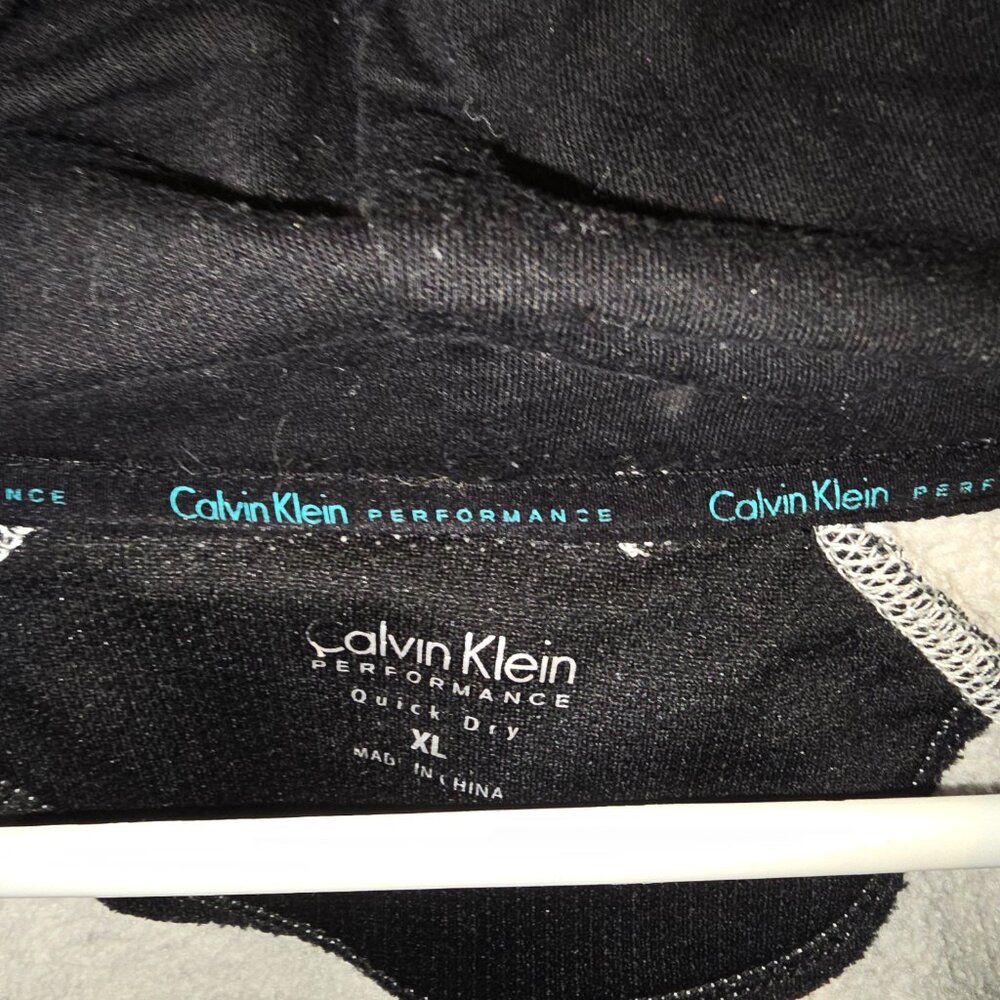 NCE Calvin Klein PERFORMANCE Calvin Klein PERF
Calvin Klein
PERFORMANCE
Quick Dry
XL
MADE IN CHINA